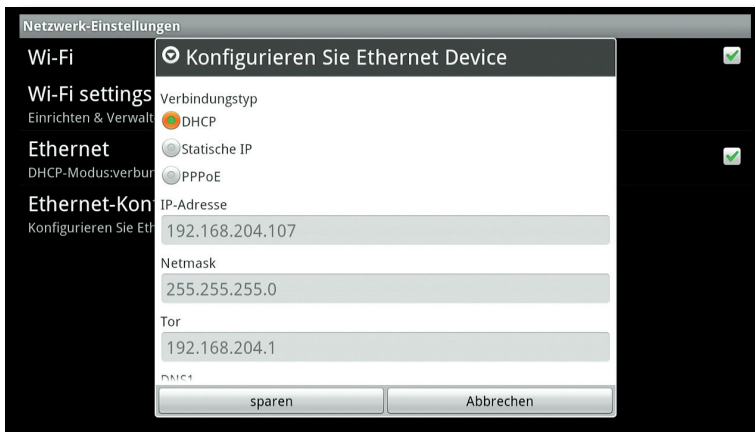 Netzwerk-Einstellungen
Wi-Fi
Wi-Fi settings
Einrichten & Verwalt
Ethernet
DHCP-Modus:verbun
Ethernet-Kon
Konfigurieren Sie Eth
Konfigurieren Sie Ethernet Device
Verbindungstyp
DHCP
Statische IP
PPPoE
IP-Adresse
192.168.204.107
Netmask
255.255.255.0
Tor
192.168.204.1
DNS1
sparen
Abbrechen